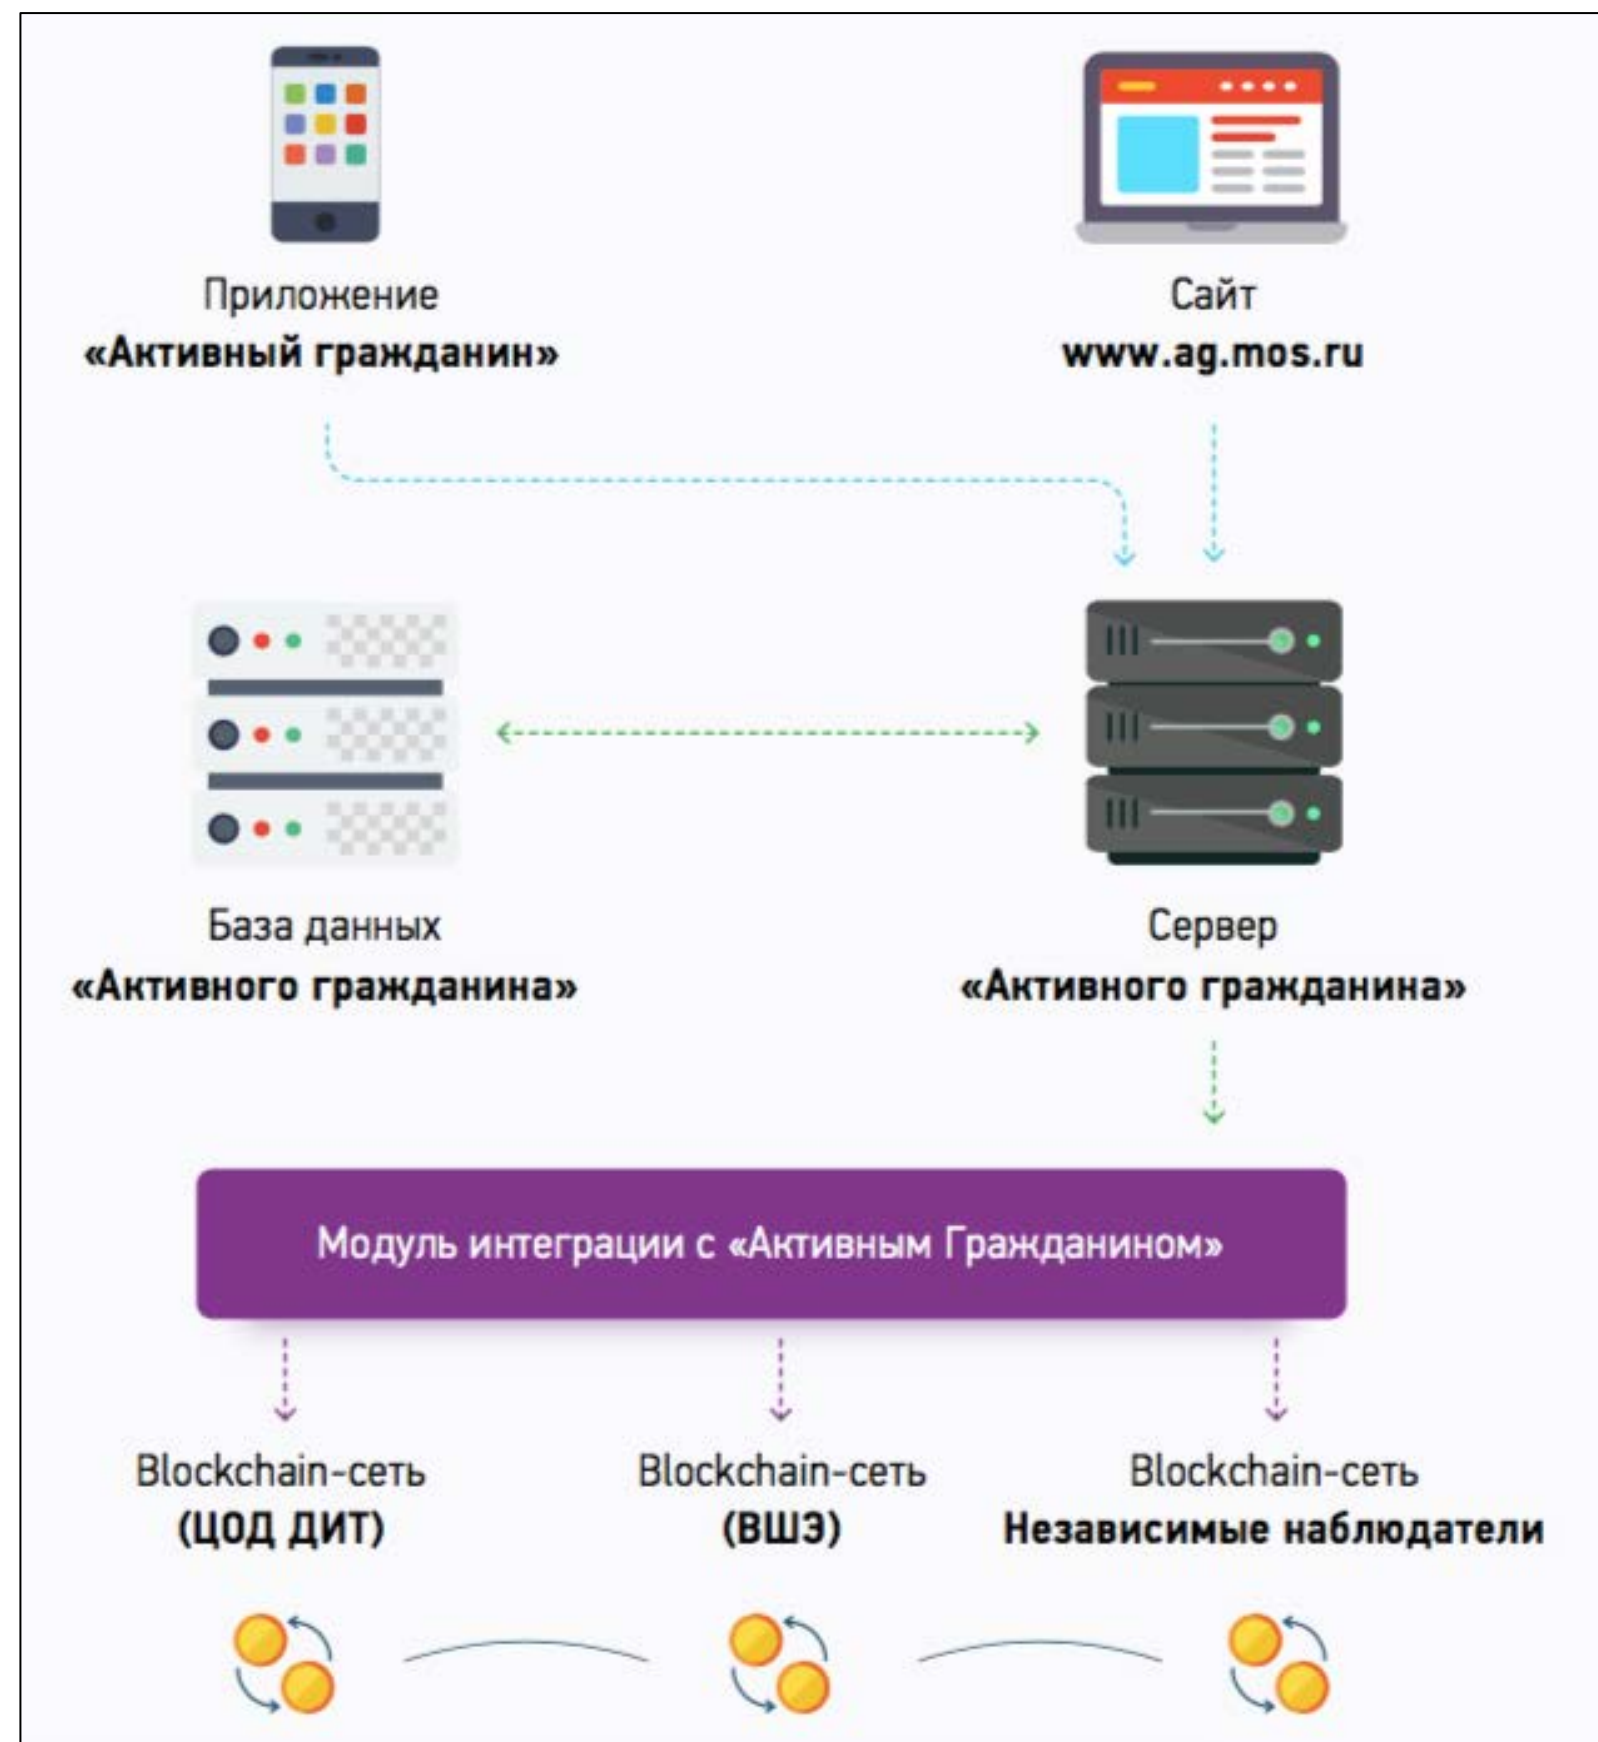 Приложение
«Активный гражданин»
Сайт
www.ag.mos.ru
База данных
«Активного гражданина»
Сервер
«Активного гражданина»
Модуль интеграции с «Активным Гражданином»
Blockchain-сеть
(ЦОД ДИТ)
Blockchain-сеть
(ВШЭ)
Blockchain-сеть
Независимые наблюдатели